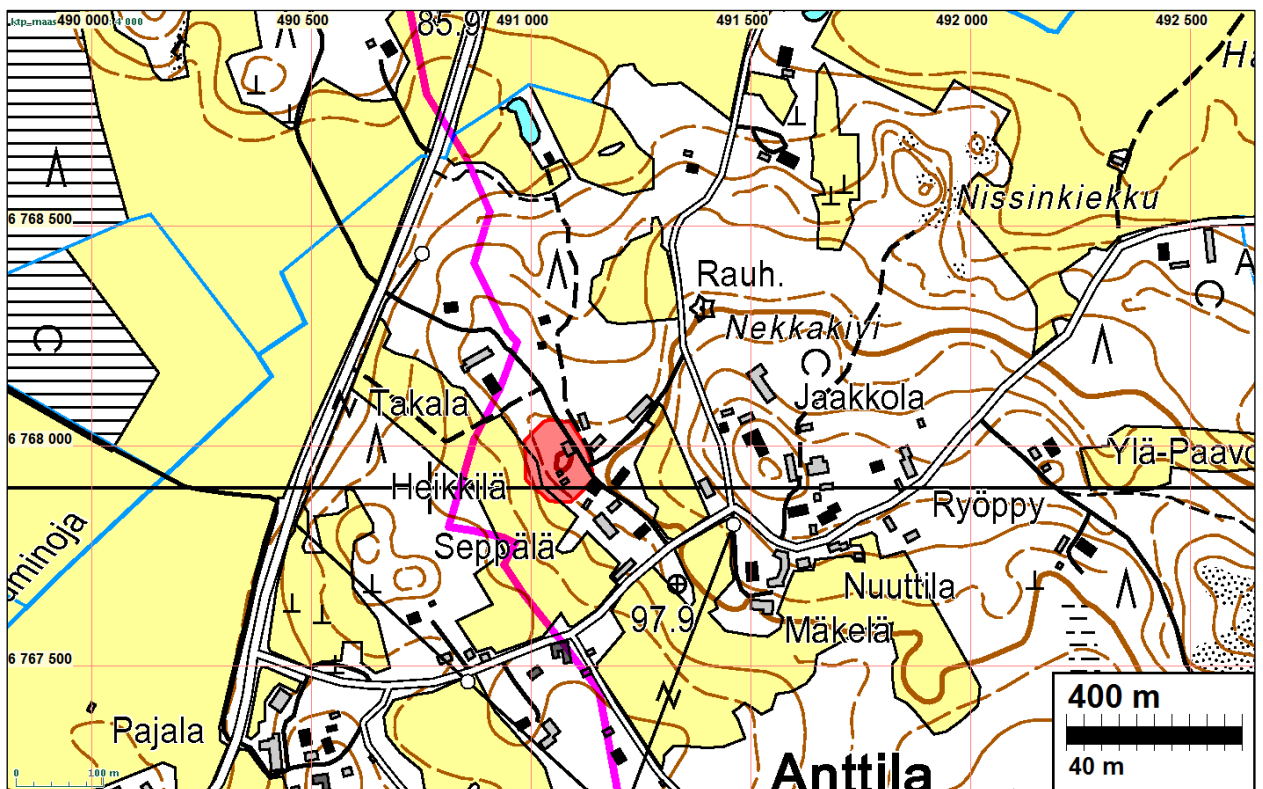 490 000
490 500
491 000
491 500
492 000
492 500
85.9
6 768 500
Nissinkiekku
Rauh.
Nekkakivi
Takala
Jaakkola
6 768 000
Heikkilä
Ylä-Paavo
Ryöppy
Seppälä
uminoja
Nuuttila
97.9
Mäkelä
6 767 500
Pajala
400 m
40 m
Anttila
0 100 m